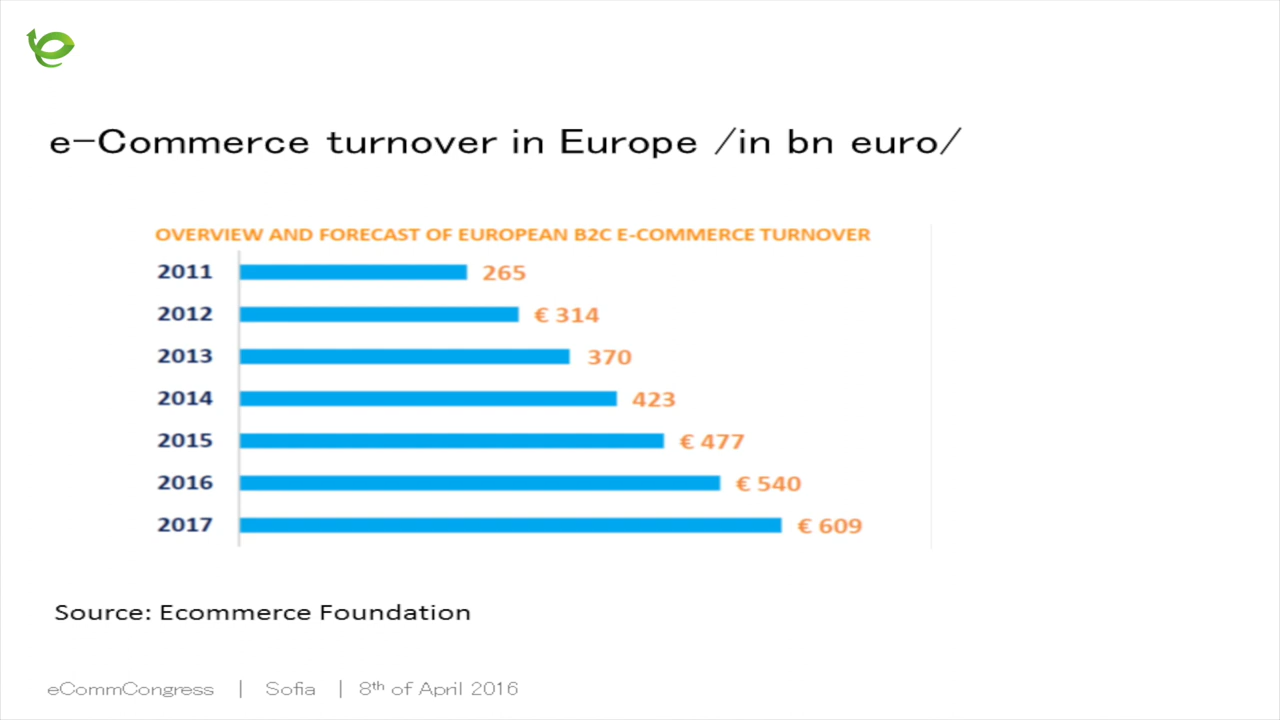 e-Commerce turnover in Europe /in bn euro/
OVERVIEW AND FORECAST OF EUROPEAN B2C E-COMMERCE TURNOVER
2011 265
2012 € 314
2013 370
2014 423
2015 € 477
2016 € 540
2017 € 609
Source: Ecommerce Foundation
eCommCongress | Sofia | 8th of April 2016